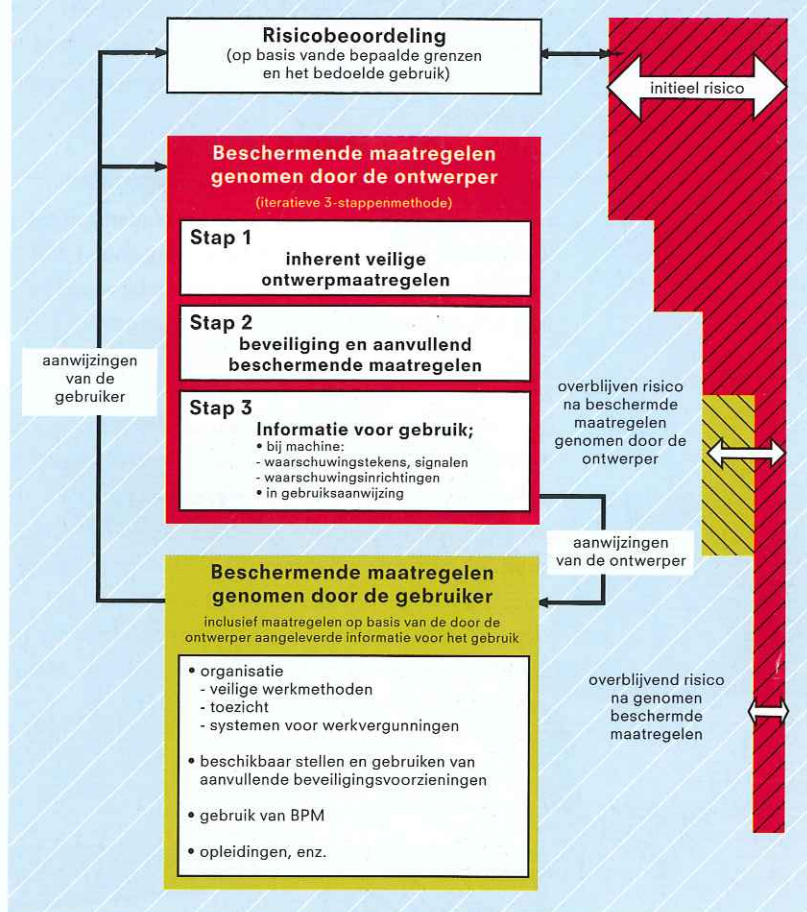 Risicobeoordeling
(op basis vande bepaalde grenzen
en het bedoelde gebruik)
initieel risico
Beschermende maatregelen
genomen door de ontwerper
(iteratieve 3-stappenmethode)
Stap 1
inherent veilige
ontwerpmaatregelen
Stap 2
beveiliging en aanvullend
beschermende maatregelen
Stap 3
Informatie voor gebruik;
• bij machine:
- waarschuwingstekens, signalen
- waarschuwingsinrichtingen
• in gebruiksaanwijzing
aanwijzingen
van de
gebruiker
overblijven risico
na beschermde
maatregelen
genomen door de
ontwerper
aanwijzingen
van de ontwerper
Beschermende maatregelen
genomen door de gebruiker
inclusief maatregelen op basis van de door de
ontwerper aangeleverde informatie voor het gebruik
• organisatie
- veilige werkmethoden
- toezicht
- systemen voor werkvergunningen
• beschikbaar stellen en gebruiken van
aanvullende beveiligingsvoorzieningen
• gebruik van BPM
• opleidingen, enz.
overblijvend risico
na genomen
beschermde
maatregelen